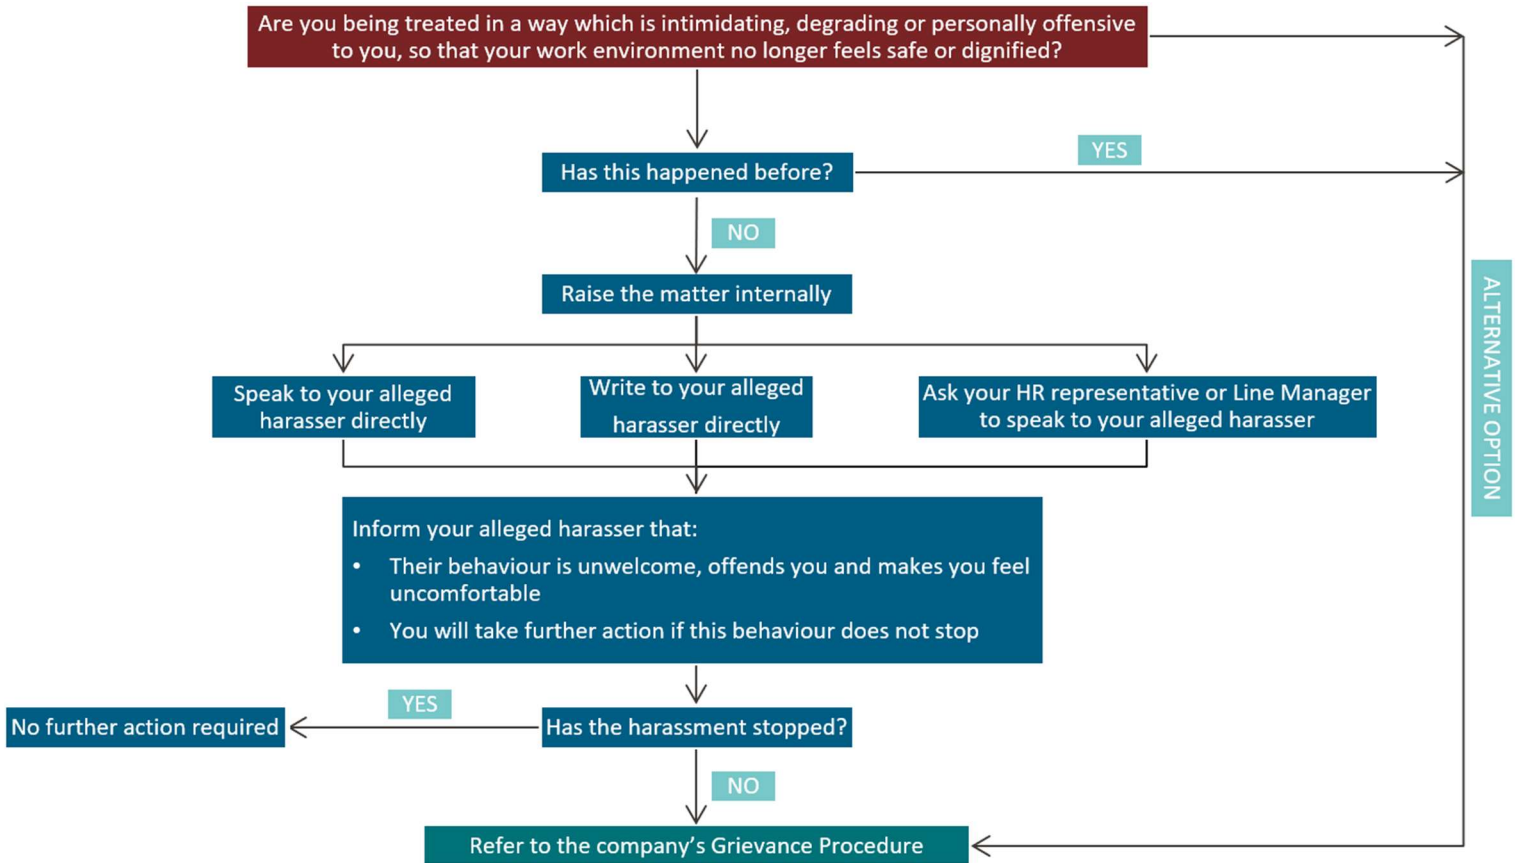 Are you being treated in a way which is intimidating, degrading or personally offensive
to you, so that your work environment no longer feels safe or dignified?
YES
Has this happened before?
NO
Raise the matter internally
Speak to your alleged
harasser directly
Write to your alleged
harasser directly
Ask your HR representative or Line Manager
to speak to your alleged harasser
ALTERNATIVE OPTION
Inform your alleged harasser that:
• Their behaviour is unwelcome, offends you and makes you feel
uncomfortable
• You will take further action if this behaviour does not stop
YES
No further action required
Has the harassment stopped?
NO
Refer to the company’s Grievance Procedure